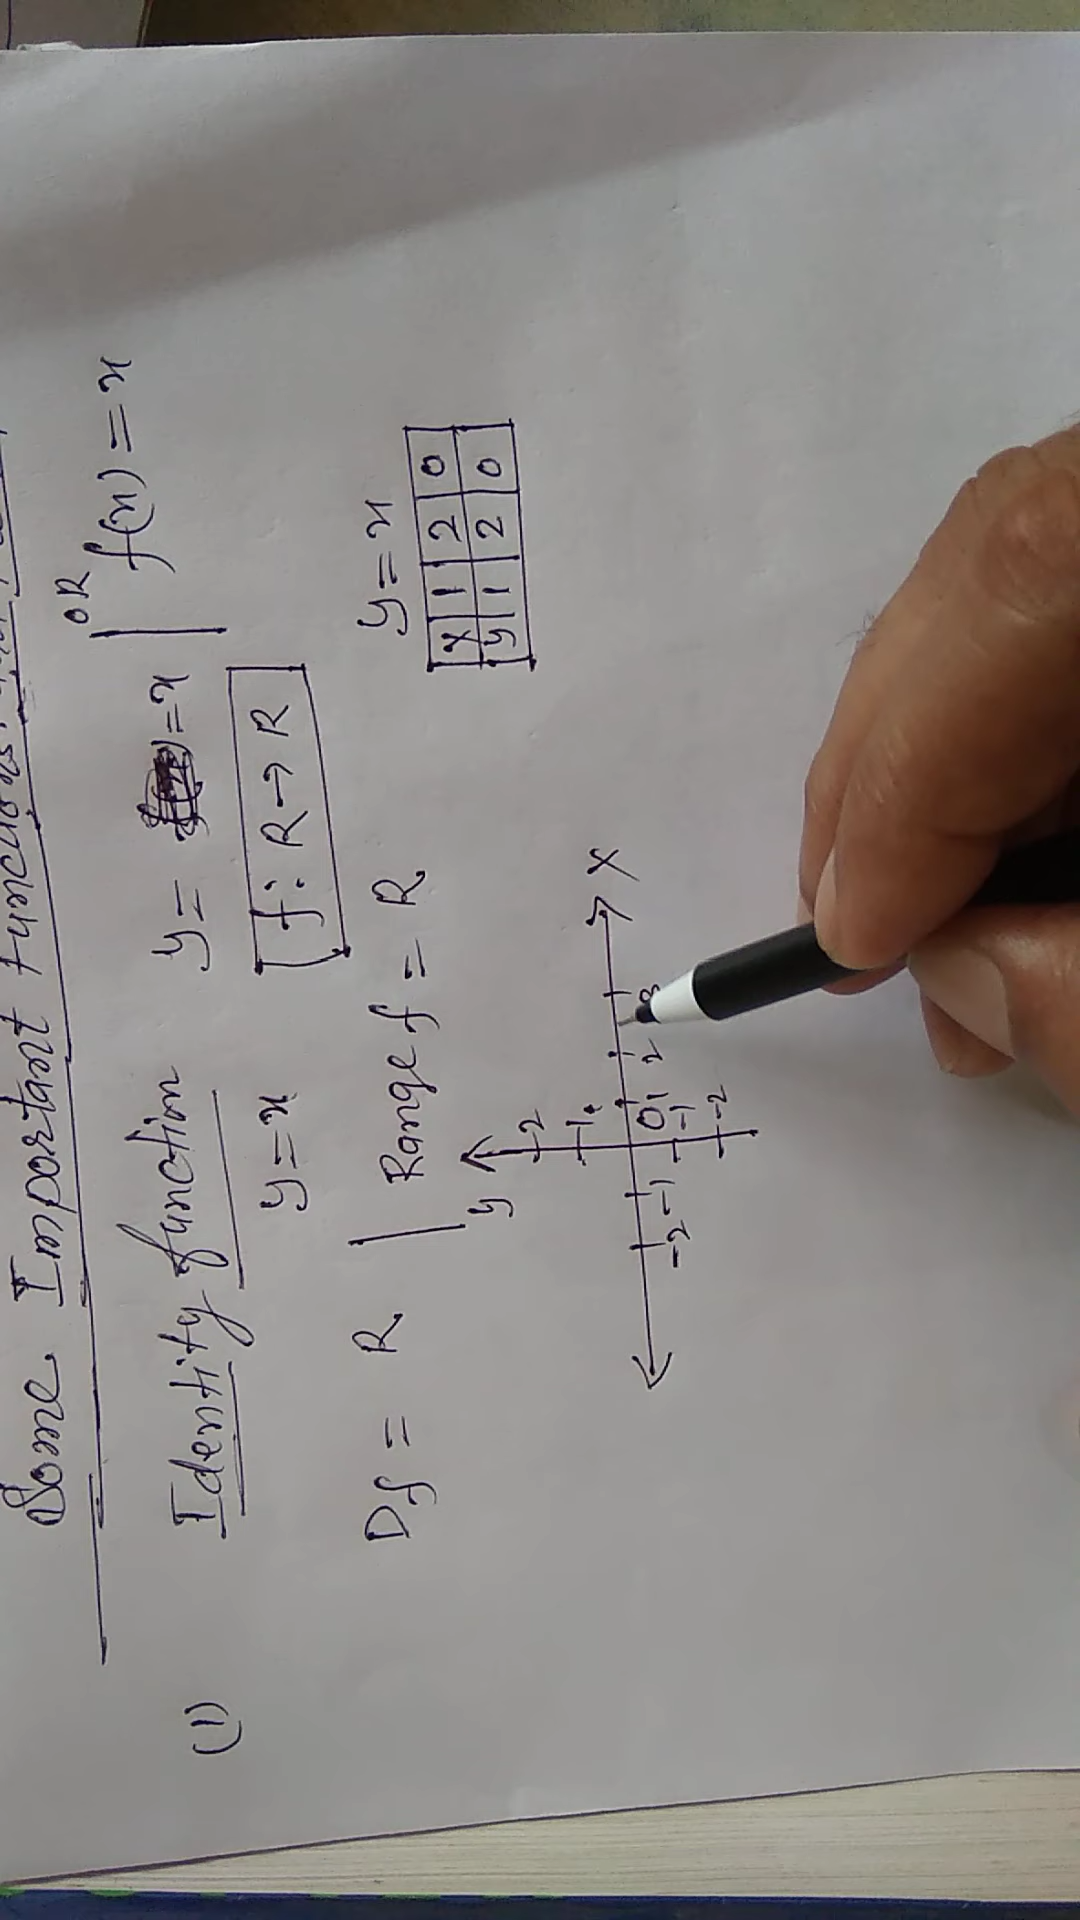 Some Important functions
(1) Identity function y = =x | OR f(x) = x
y = x f: R → R
Df = R | Range f = R y = x
x 1 2 0
y 1 2 0
y
2
1
-2 -1 0 1 2 3 X
-1
-2